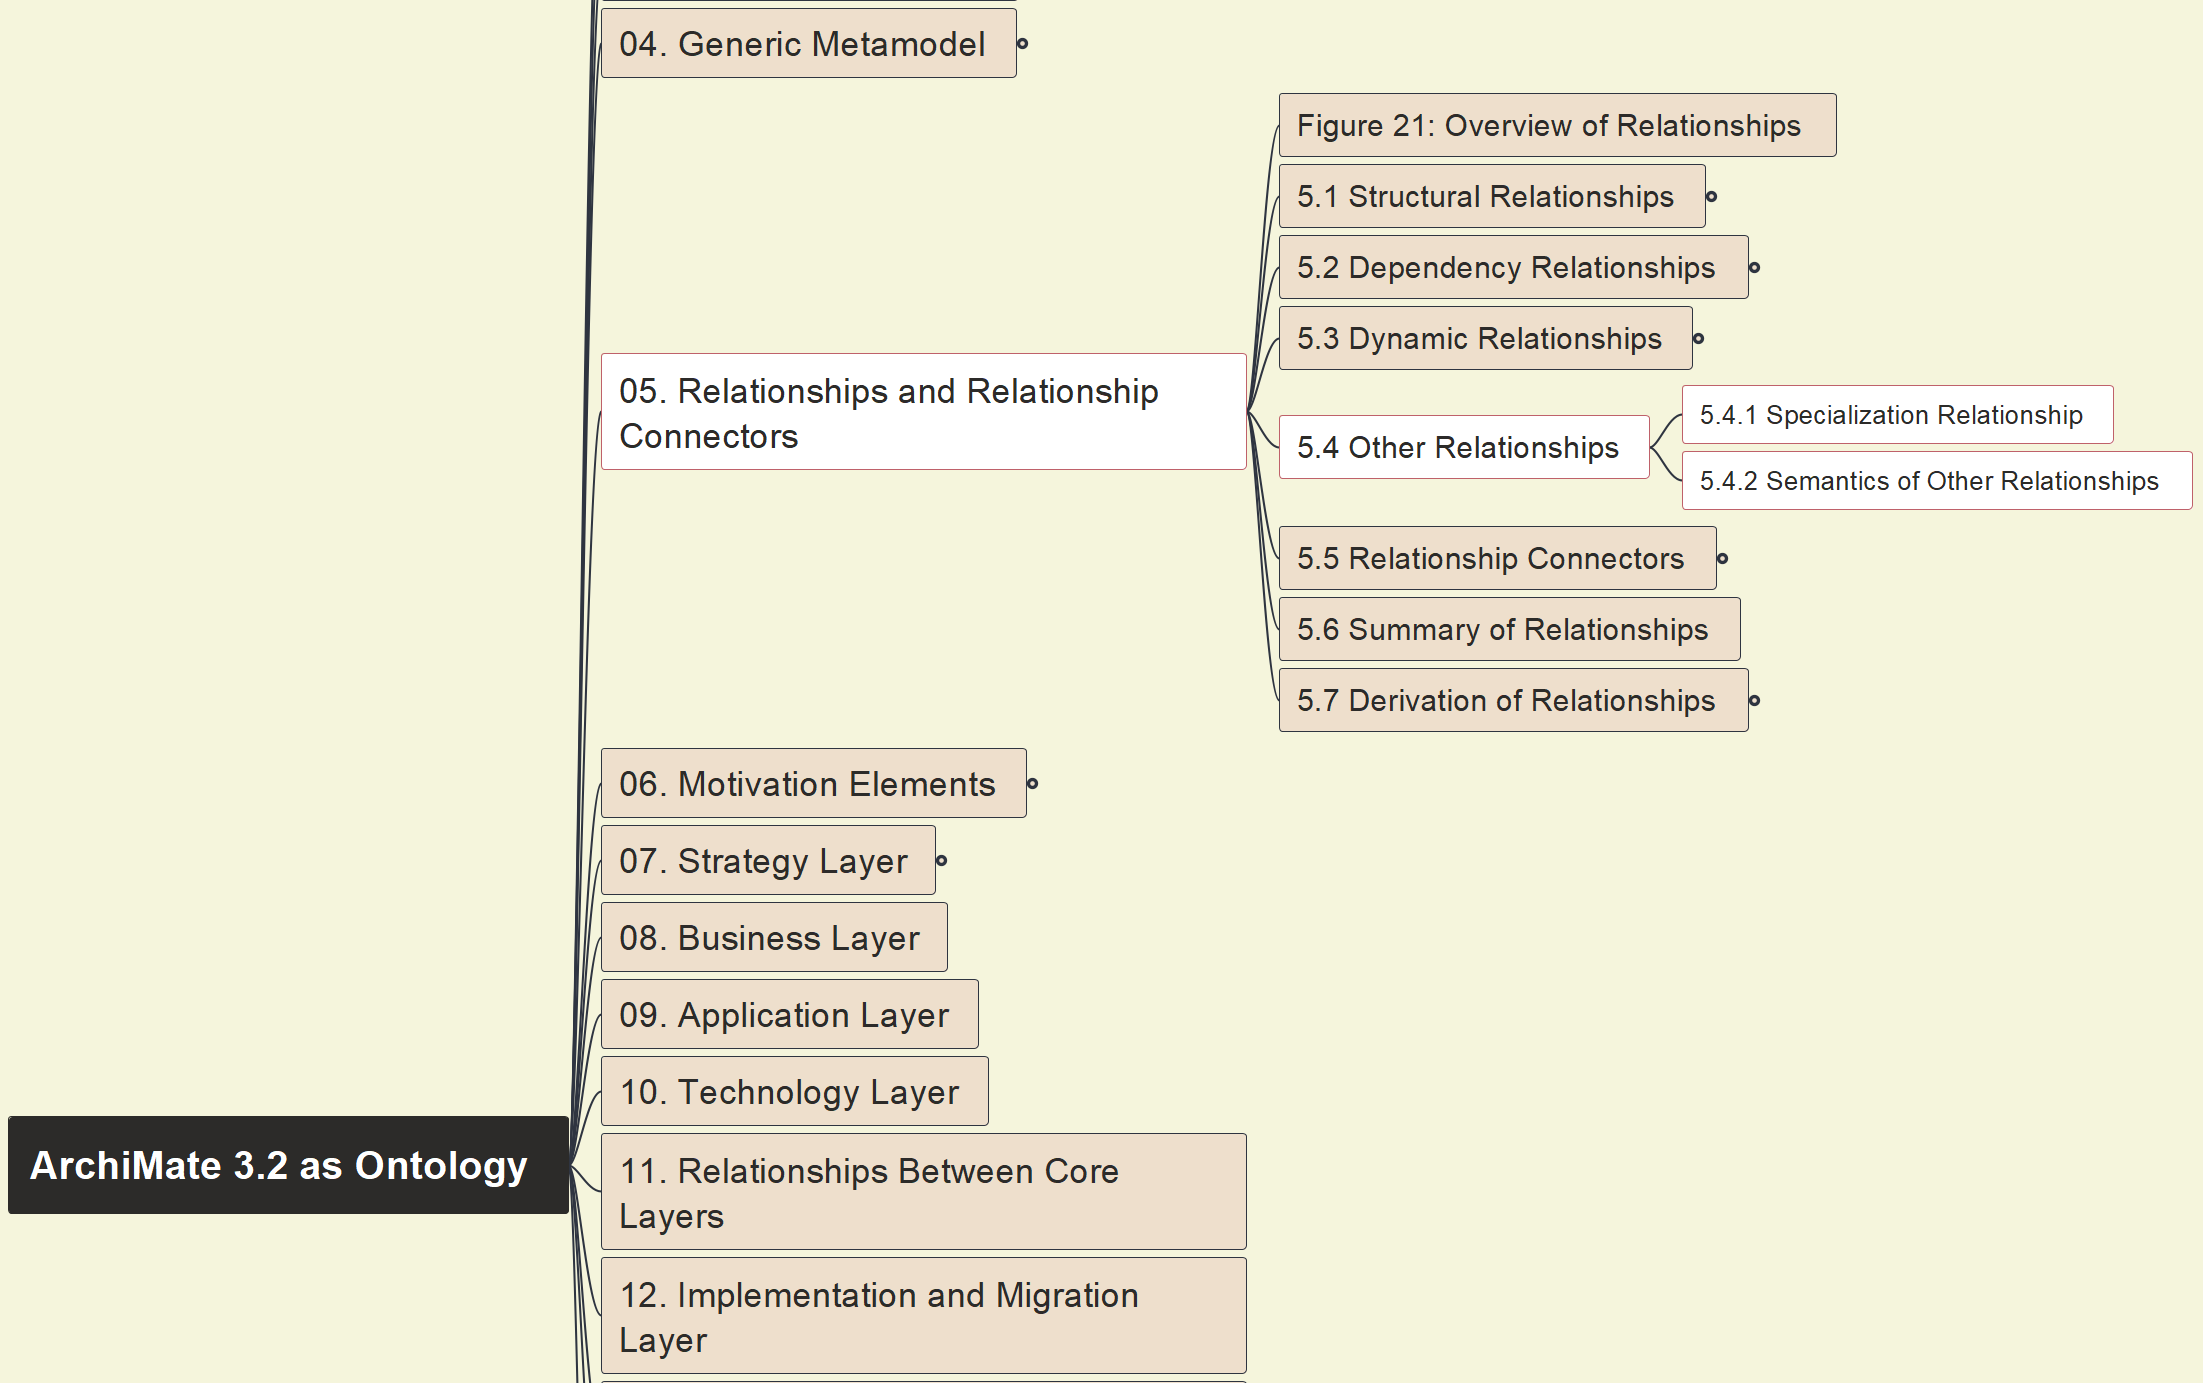 04. Generic Metamodel
Figure 21: Overview of Relationships
5.1 Structural Relationships
5.2 Dependency Relationships
5.3 Dynamic Relationships
05. Relationships and Relationship
Connectors
5.4 Other Relationships
5.4.1 Specialization Relationship
5.4.2 Semantics of Other Relationships
5.5 Relationship Connectors
5.6 Summary of Relationships
5.7 Derivation of Relationships
06. Motivation Elements
07. Strategy Layer
08. Business Layer
09. Application Layer
10. Technology Layer
ArchiMate 3.2 as Ontology
11. Relationships Between Core
Layers
12. Implementation and Migration
Layer